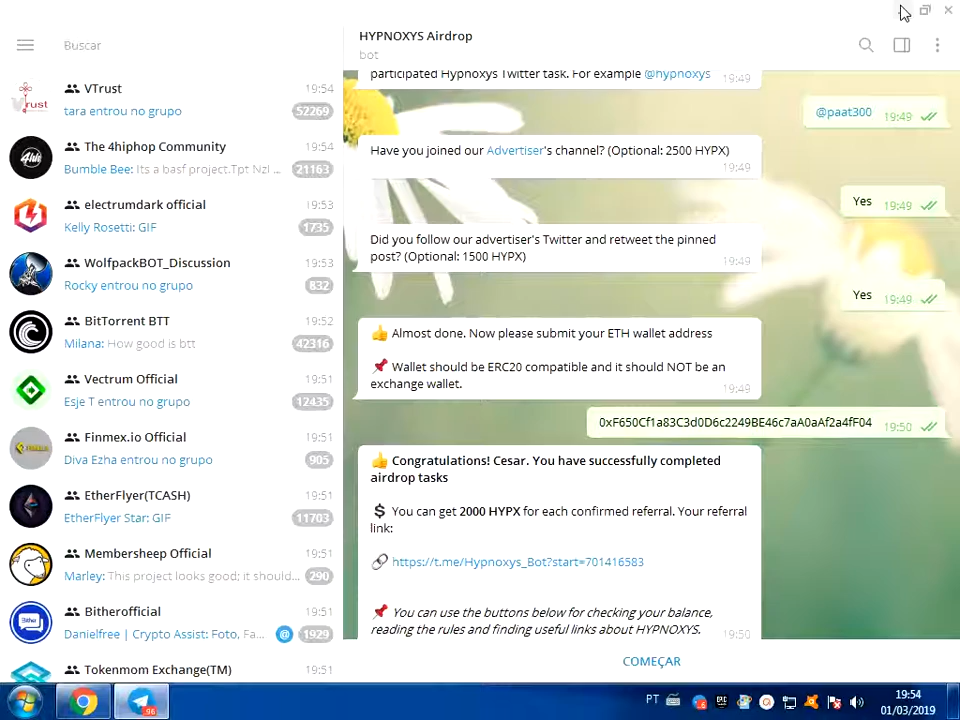 Buscar
VTrust 19:54
tara entrou no grupo 52269
The 4hiphop Community 19:54
Bumble Bee: Its a basf project.Tpt Nzl ... 21163
electrumdark official 19:53
Kelly Rosetti: GIF 1735
WolfpackBOT_Discussion 19:53
Rocky entrou no grupo 832
BitTorrent BTT 19:52
Milana: How good is btt 42316
Vectrum Official 19:51
Esje T entrou no grupo 12435
Finmex.io Official 19:51
Diva Ezha entrou no grupo 905
EtherFlyer(TCASH) 19:51
EtherFlyer Star: GIF 11703
Membersheep Official 19:51
Marley: This project looks good; it should... 290
Bitherofficial 19:51
Danielfree | Crypto Assist: Foto, Fa... @ 1929
Tokenmom Exchange(TM) 19:51
HYPNOXYS Airdrop
bot
participated Hypnoxys Twitter task. For example @hypnoxys
19:49
@paat300 19:49
Have you joined our Advertiser's channel? (Optional: 2500 HYPX)
19:49
Yes 19:49
Did you follow our advertiser's Twitter and retweet the pinned
post? (Optional: 1500 HYPX)
19:49
Yes 19:49
👍 Almost done. Now please submit your ETH wallet address
📌 Wallet should be ERC20 compatible and it should NOT be an
exchange wallet.
19:49
0xF650Cf1a83C3d0D6c2249BE46c7aA0aAf2a4fF04 19:50
👍 Congratulations! Cesar. You have successfully completed
airdrop tasks
💲 You can get 2000 HYPX for each confirmed referral. Your referral
link:
🔗 https://t.me/Hypnoxys_Bot?start=701416583
📌 You can use the buttons below for checking your balance,
reading the rules and finding useful links about HYPNOXYS.
19:50
COMEÇAR
96
PT
19:54
01/03/2019